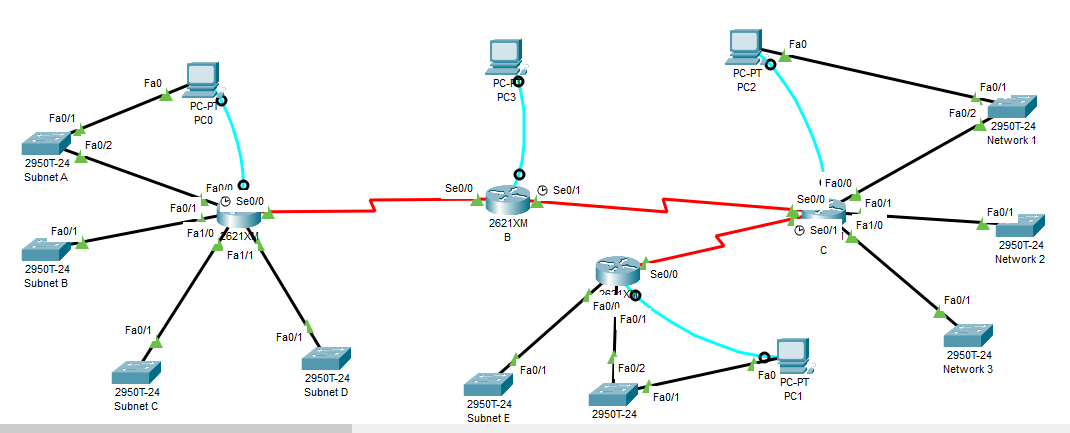 Fa0
PC-PT
PC0
Fa0/1
Fa0/2
2950T-24
Subnet A
Fa0/0
Se0/0
Fa0/1
Fa1/0
2621XM
Fa1/1
Fa0/1
2950T-24
Subnet B
Fa0/1
2950T-24
Subnet C
Fa0/1
2950T-24
Subnet D
PC3
Se0/0
Se0/1
2621XM
B
Fa0
PC-PT
PC2
Fa0/1
Fa0/2
2950T-24
Network 1
Fa0/0
Se0/0
Fa0/1
Fa1/0
Se0/1
C
Fa0/1
2950T-24
Network 2
Fa0/1
2950T-24
Network 3
Se0/0
Fa0/0
Fa0/1
Fa0/1
2950T-24
Subnet E
Fa0/2
Fa0/1
2950T-24
Fa0
PC-PT
PC1